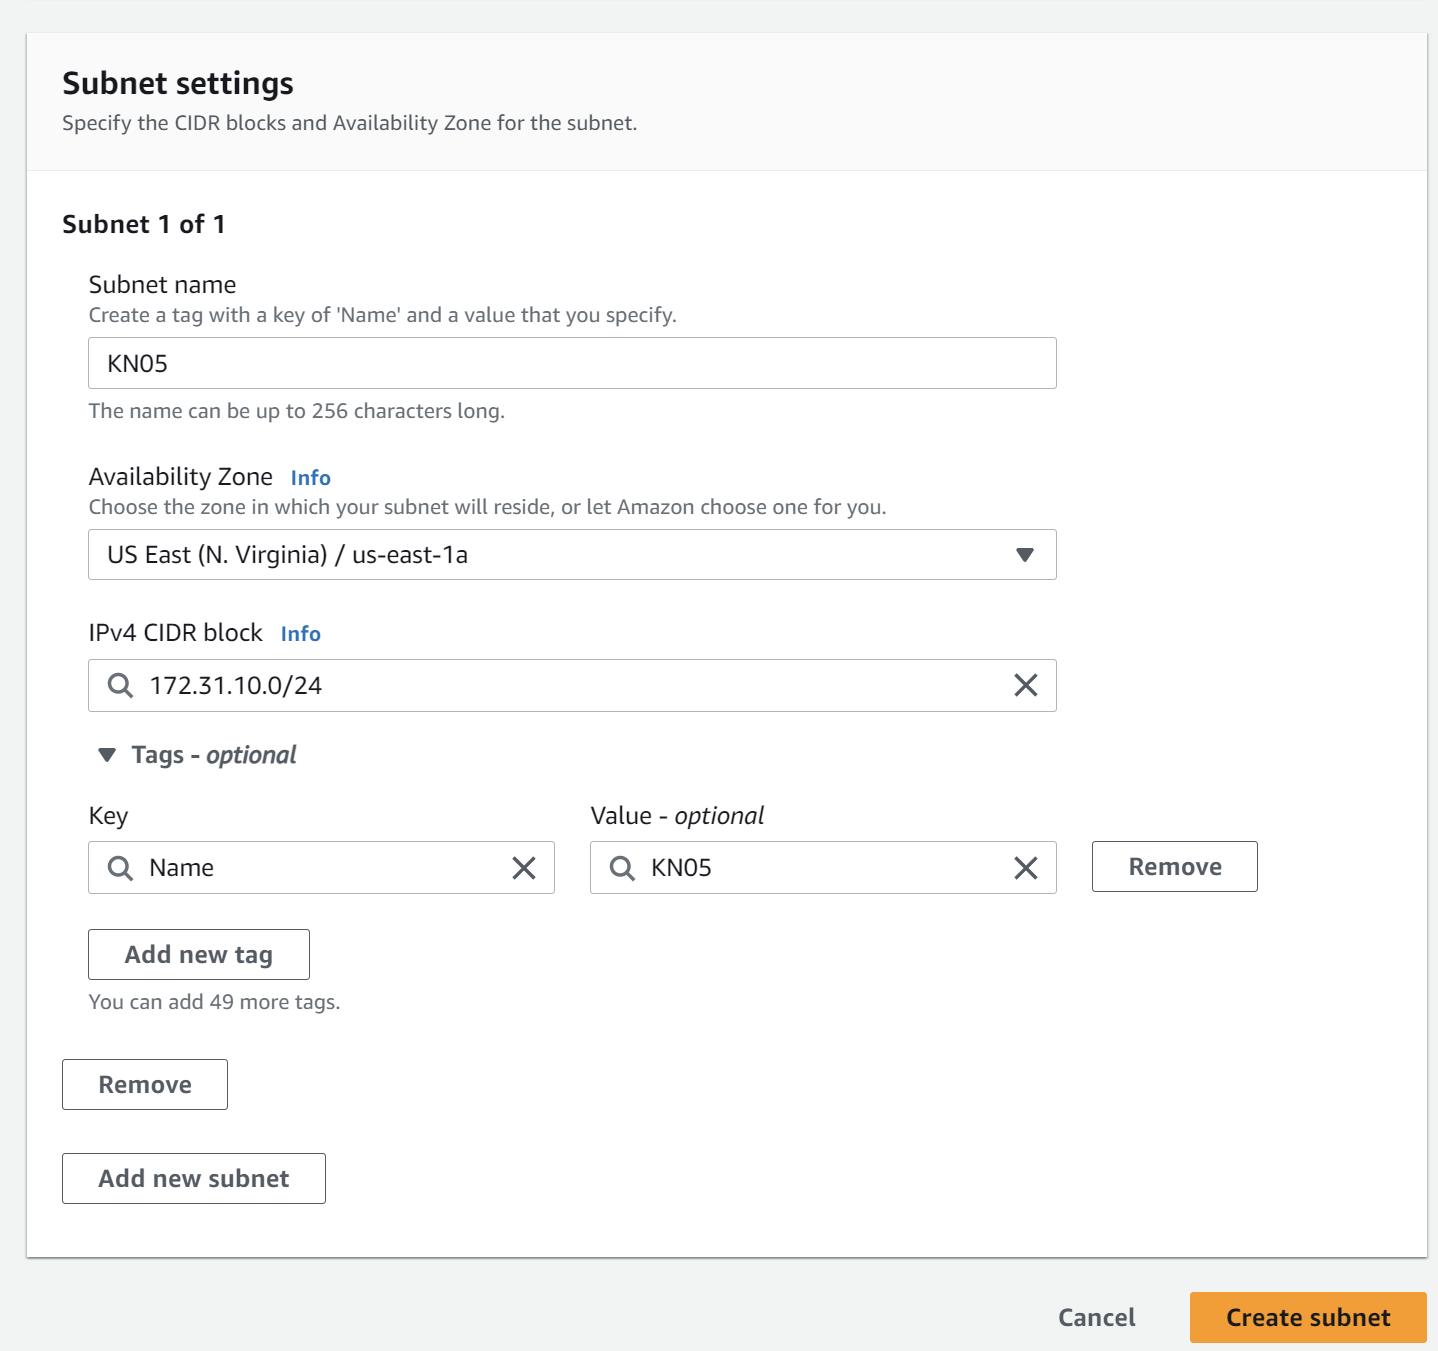 Subnet settings
Specify the CIDR blocks and Availability Zone for the subnet.
Subnet 1 of 1
Subnet name
Create a tag with a key of 'Name' and a value that you specify.
KN05
The name can be up to 256 characters long.
Availability Zone Info
Choose the zone in which your subnet will reside, or let Amazon choose one for you.
US East (N. Virginia) / us-east-1a
IPv4 CIDR block Info
172.31.10.0/24
Tags - optional
Key Value - optional
Name KN05 Remove
Add new tag
You can add 49 more tags.
Remove
Add new subnet
Cancel Create subnet